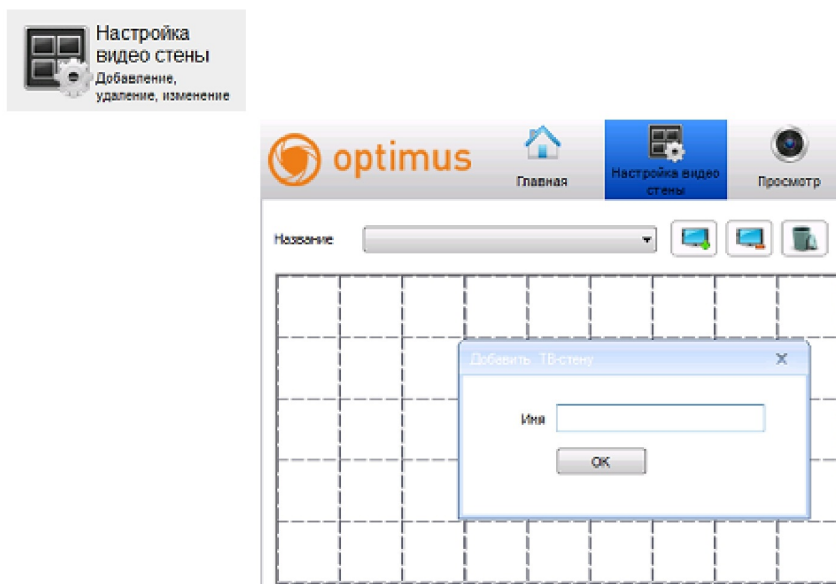 Настройка
видео стены
Добавление,
удаление, изменение
optimus
Главная
Настройка видео
стены
Просмотр
Название
Добавить ТВ-стену
X
Имя
OK